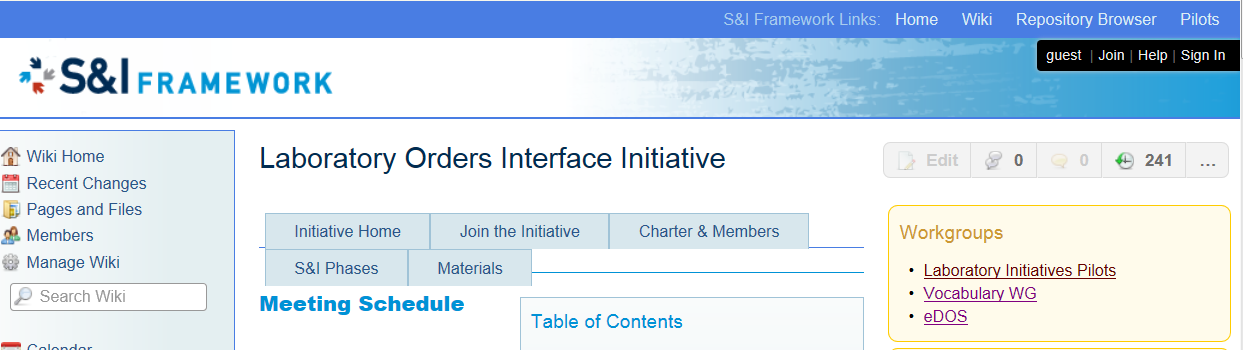 S&I Framework Links: Home Wiki Repository Browser Pilots
guest | Join | Help | Sign In
S&I FRAMEWORK
Wiki Home
Recent Changes
Pages and Files
Members
Manage Wiki
Search Wiki
Calendar
Laboratory Orders Interface Initiative
Edit 0 0 241 ...
Initiative Home Join the Initiative Charter & Members
S&I Phases Materials
Meeting Schedule
Table of Contents
Workgroups
• Laboratory Initiatives Pilots
• Vocabulary WG
• eDOS